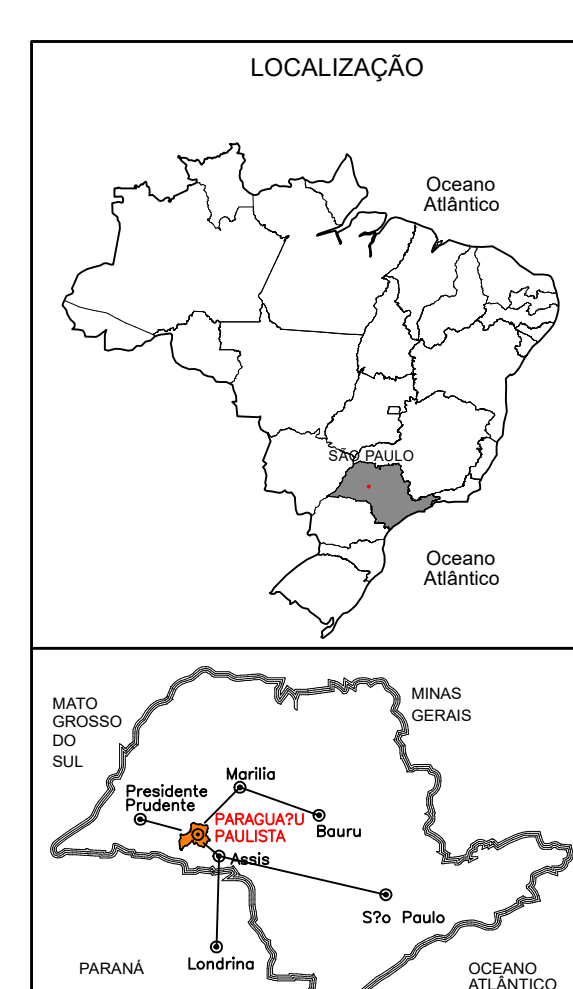 LOCALIZAÇÃO
Oceano
Atlântico
SÃO PAULO
Oceano
Atlântico
MATO
GROSSO
DO
SUL
MINAS
GERAIS
Marilia
Presidente
Prudente
PARAGUA?U
PAULISTA
Bauru
Assis
S?o Paulo
Londrina
PARANÁ
OCEANO
ATLÂNTICO